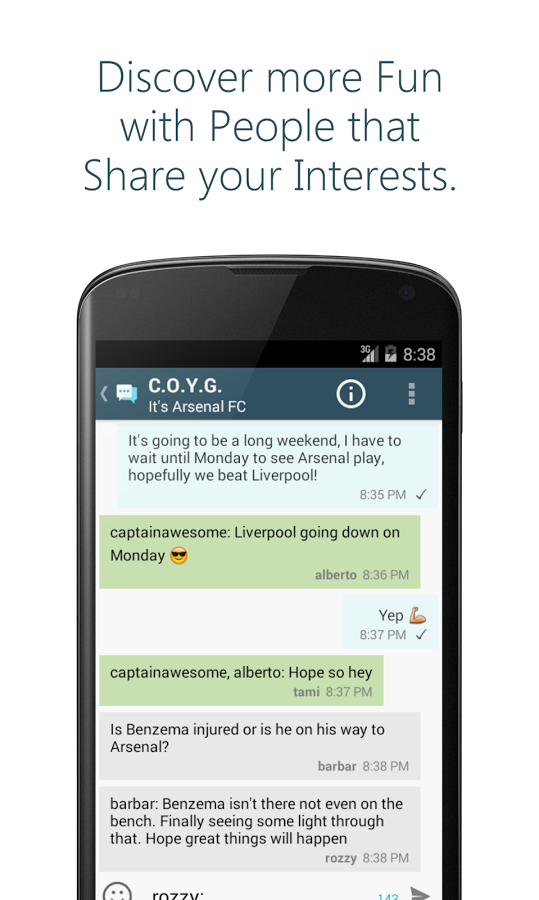 Discover more Fun
with People that
Share your Interests.
3G 8:38
C.O.Y.G.
It's Arsenal FC
It's going to be a long weekend, I have to
wait until Monday to see Arsenal play,
hopefully we beat Liverpool!
8:35 PM ✓
captainawesome: Liverpool going down on
Monday 😎
alberto 8:36 PM
Yep 💪
8:37 PM ✓
captainawesome, alberto: Hope so hey
tami 8:37 PM
Is Benzema injured or is he on his way to
Arsenal?
barbar 8:38 PM
barbar: Benzema isn't there not even on the
bench. Finally seeing some light through
that. Hope great things will happen
rozzy 8:38 PM
rozzy: 143